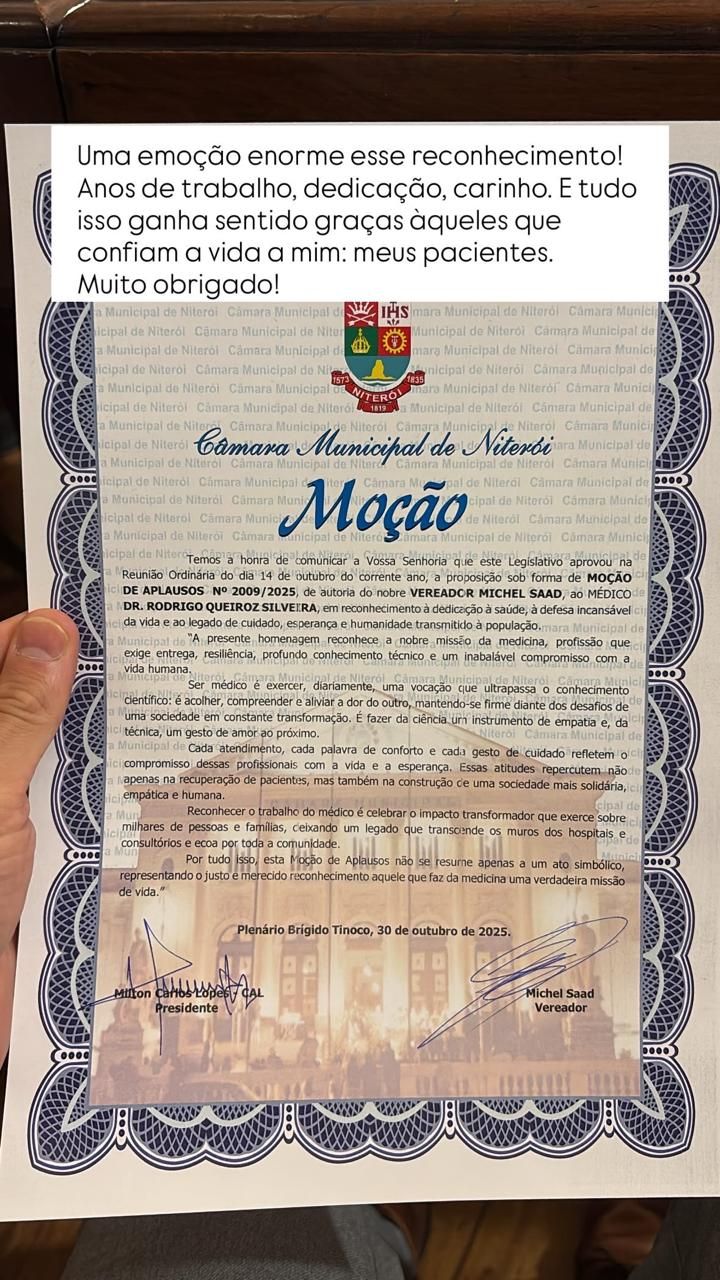 Uma emoção enorme esse reconhecimento!
Anos de trabalho, dedicação, carinho. E tudo
isso ganha sentido graças àqueles que
confiam a vida a mim: meus pacientes.
Muito obrigado!
IHS
1573 1835
NITERÓI
1819
Câmara Municipal de Niterói
Moção
Temos a honra de comunicar a Vossa Senhoria que este Legislativo aprovou na
Reunião Ordinária do dia 14 de outubro do corrente ano, a proposição sob forma de MOÇÃO
DE APLAUSOS Nº 2009/2025, de autoria do nobre VEREADOR MICHEL SAAD, ao MÉDICO
DR. RODRIGO QUEIROZ SILVEIRA, em reconhecimento à dedicação à saúde, à defesa incansável
da vida e ao legado de cuidado, esperança e humanidade transmitido à população.
"A presente homenagem reconhece a nobre missão da medicina, profissão que
exige entrega, resiliência, profundo conhecimento técnico e um inabalável compromisso com a
vida humana.
Ser médico é exercer, diariamente, uma vocação que ultrapassa o conhecimento
científico: é acolher, compreender e aliviar a dor do outro, mantendo-se firme diante dos desafios de
uma sociedade em constante transformação. É fazer da ciência um instrumento de empatia e, da
técnica, um gesto de amor ao próximo.
Cada atendimento, cada palavra de conforto e cada gesto de cuidado refletem o
compromisso dessas profissionais com a vida e a esperança. Essas atitudes repercutem não
apenas na recuperação de pacientes, mas também na construção de uma sociedade mais solidária,
empática e humana.
Reconhecer o trabalho do médico é celebrar o impacto transformador que exerce sobre
milhares de pessoas e famílias, deixando um legado que transcende os muros dos hospitais e
consultórios e ecoa por toda a comunidade.
Por tudo isso, esta Moção de Aplausos não se resume apenas a um ato simbólico,
representando o justo e merecido reconhecimento aquele que faz da medicina uma verdadeira missão
de vida."
Plenário Brígido Tinoco, 30 de outubro de 2025.
Milton Carlos Lopes - CAL
Presidente
Michel Saad
Vereador